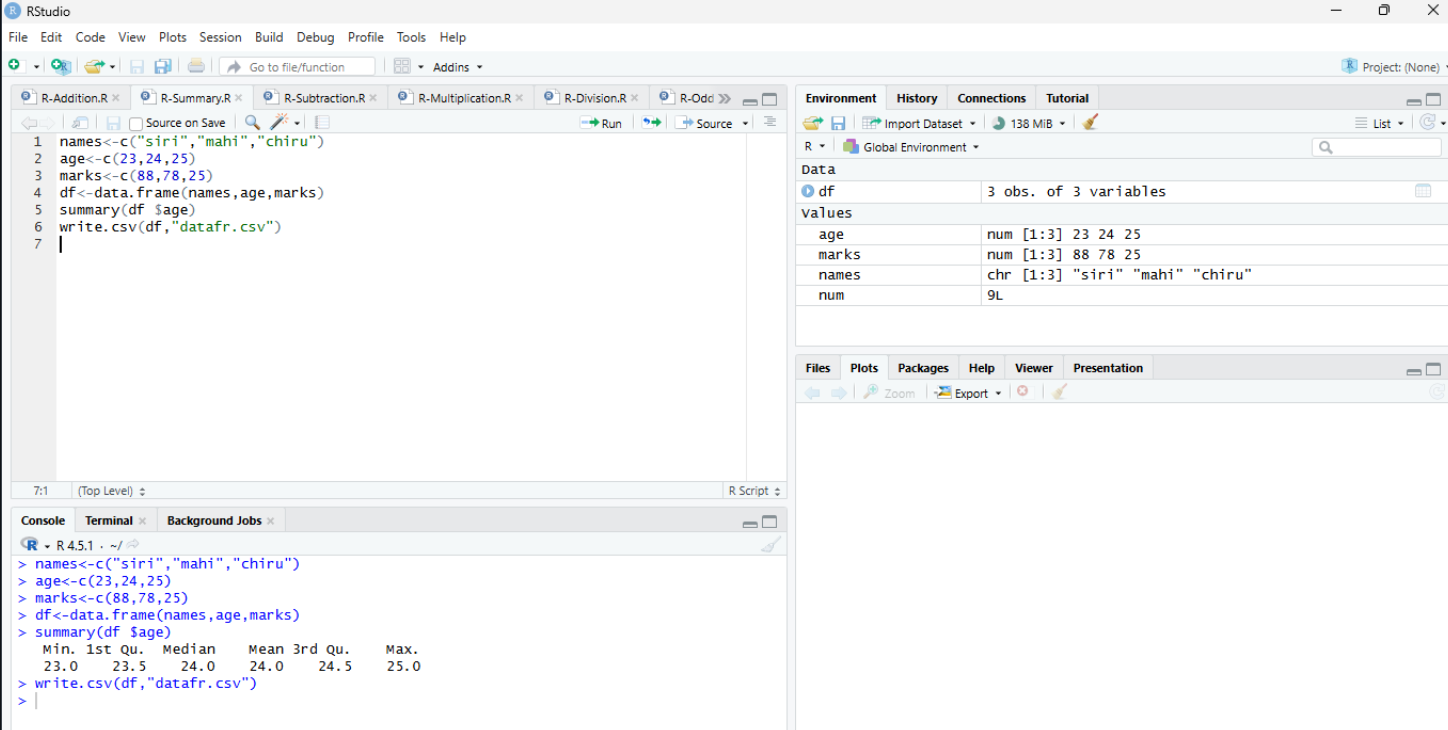 RStudio
File Edit Code View Plots Session Build Debug Profile Tools Help
Go to file/function Addins Project: (None)
R-Addition.R R-Summary.R R-Subtraction.R R-Multiplication.R R-Division.R R-Odd
Source on Save Run Source
1 names<-c("siri","mahi","chiru")
2 age<-c(23,24,25)
3 marks<-c(88,78,25)
4 df<-data.frame(names,age,marks)
5 summary(df $age)
6 write.csv(df,"datafr.csv")
7
7:1 (Top Level) R Script
Console Terminal Background Jobs
R 4.5.1 · ~/
> names<-c("siri","mahi","chiru")
> age<-c(23,24,25)
> marks<-c(88,78,25)
> df<-data.frame(names,age,marks)
> summary(df $age)
Min. 1st Qu. Median Mean 3rd Qu. Max.
23.0 23.5 24.0 24.0 24.5 25.0
> write.csv(df,"datafr.csv")
>
Environment History Connections Tutorial
Import Dataset 138 MiB List
R Global Environment
Data
df 3 obs. of 3 variables
Values
age num [1:3] 23 24 25
marks num [1:3] 88 78 25
names chr [1:3] "siri" "mahi" "chiru"
num 9L
Files Plots Packages Help Viewer Presentation
Zoom Export